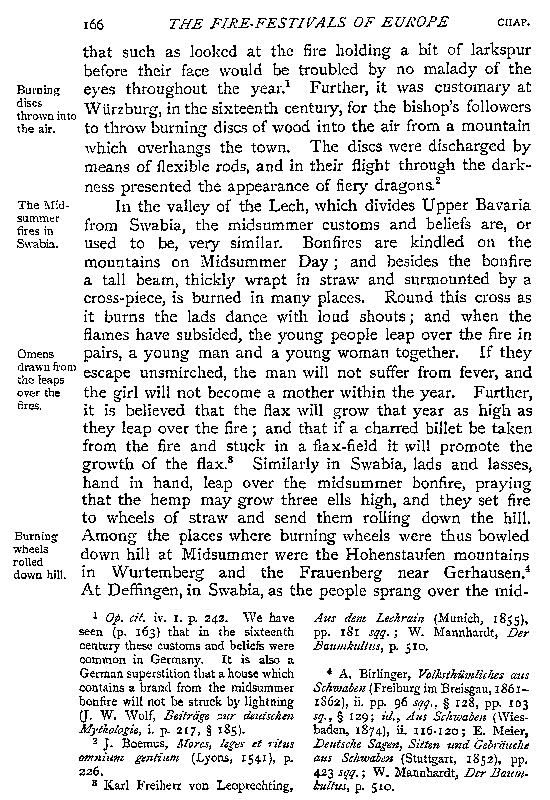 166 THE FIRE-FESTIVALS OF EUROPE CHAP.
that such as looked at the fire holding a bit of larkspur
before their face would be troubled by no malady of the
eyes throughout the year.¹ Further, it was customary at
Würzburg, in the sixteenth century, for the bishop's followers
to throw burning discs of wood into the air from a mountain
which overhangs the town. The discs were discharged by
means of flexible rods, and in their flight through the dark-
ness presented the appearance of fiery dragons.²
Burning
discs
thrown into
the air.
In the valley of the Lech, which divides Upper Bavaria
from Swabia, the midsummer customs and beliefs are, or
used to be, very similar. Bonfires are kindled on the
mountains on Midsummer Day; and besides the bonfire
a tall beam, thickly wrapt in straw and surmounted by a
cross-piece, is burned in many places. Round this cross as
it burns the lads dance with loud shouts; and when the
flames have subsided, the young people leap over the fire in
pairs, a young man and a young woman together. If they
escape unsmirched, the man will not suffer from fever, and
the girl will not become a mother within the year. Further,
it is believed that the flax will grow that year as high as
they leap over the fire; and that if a charred billet be taken
from the fire and stuck in a flax-field it will promote the
growth of the flax.³ Similarly in Swabia, lads and lasses,
hand in hand, leap over the midsummer bonfire, praying
that the hemp may grow three ells high, and they set fire
to wheels of straw and send them rolling down the hill.
Among the places where burning wheels were thus bowled
down hill at Midsummer were the Hohenstaufen mountains
in Wurtemberg and the Frauenberg near Gerhausen.⁴
At Deffingen, in Swabia, as the people sprang over the mid-
The Mid-
summer
fires in
Swabia.
Omens
drawn from
the leaps
over the
fires.
Burning
wheels
rolled
down hill.
¹ Op. cit. iv. 1. p. 242. We have
seen (p. 163) that in the sixteenth
century these customs and beliefs were
common in Germany. It is also a
German superstition that a house which
contains a brand from the midsummer
bonfire will not be struck by lightning
(J. W. Wolf, Beiträge zur deutschen
Mythologie, i. p. 217, § 185).
² J. Boemus, Mores, leges et ritus
omnium gentium (Lyons, 1541), p.
226.
³ Karl Freiherr von Leoprechting,
Aus dem Lechrain (Munich, 1855),
pp. 181 sqq.; W. Mannhardt, Der
Baumkultus, p. 510.
⁴ A. Birlinger, Volksthümliches aus
Schwaben (Freiburg im Breisgau, 1861-
1862), ii. pp. 96 sqq., § 128, pp. 103
sq., § 129; id., Aus Schwaben (Wies-
baden, 1874), ii. 116-120; E. Meier,
Deutsche Sagen, Sitten und Gebräuche
aus Schwaben (Stuttgart, 1852), pp.
423 sqq.; W. Mannhardt, Der Baum-
kultus, p. 510.